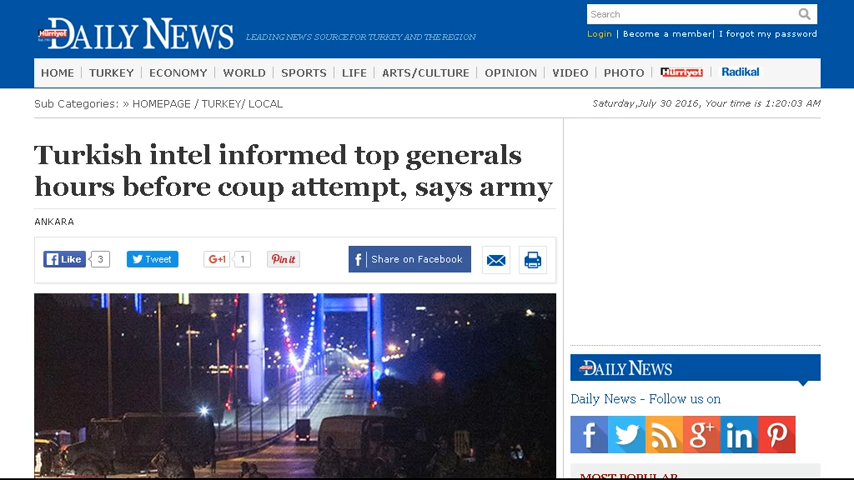 Search
Hürriyet DAILY NEWS LEADING NEWS SOURCE FOR TURKEY AND THE REGION
Login | Become a member| I forgot my password
HOME | TURKEY | ECONOMY | WORLD | SPORTS | LIFE | ARTS/CULTURE | OPINION | VIDEO | PHOTO | Hürriyet | Radikal
Sub Categories: » HOMEPAGE / TURKEY/ LOCAL
Saturday,July 30 2016, Your time is 1:20:03 AM
Turkish intel informed top generals
hours before coup attempt, says army
ANKARA
Like 3 Tweet G+1 1 Pin it f Share on Facebook
Hürriyet DAILY NEWS
Daily News - Follow us on
f g+ in
MOST POPULAR